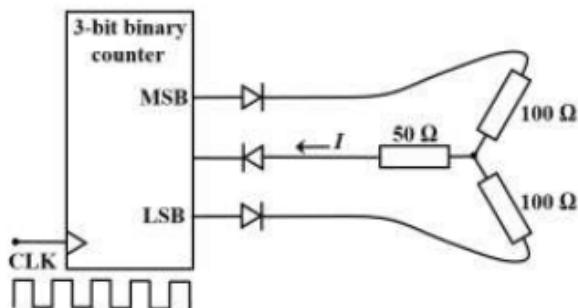 3-bit binary
counter
MSB
100 Ω
50 Ω
I
LSB
100 Ω
CLK